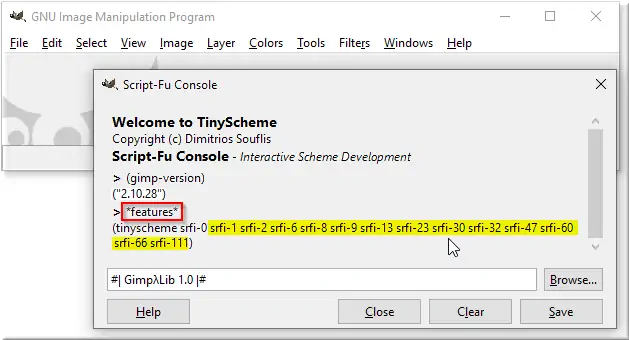 GNU Image Manipulation Program
File Edit Select View Image Layer Colors Tools Filters Windows Help
Script-Fu Console
Welcome to TinyScheme
Copyright (c) Dimitrios Souflis
Script-Fu Console - Interactive Scheme Development
> (gimp-version)
("2.10.28")
> *features*
(tinyscheme srfi-0 srfi-1 srfi-2 srfi-6 srfi-8 srfi-9 srfi-13 srfi-23 srfi-30 srfi-32 srfi-47 srfi-60
srfi-66 srfi-111)
#| GimpλLib 1.0 |#
Browse...
Help Close Clear Save